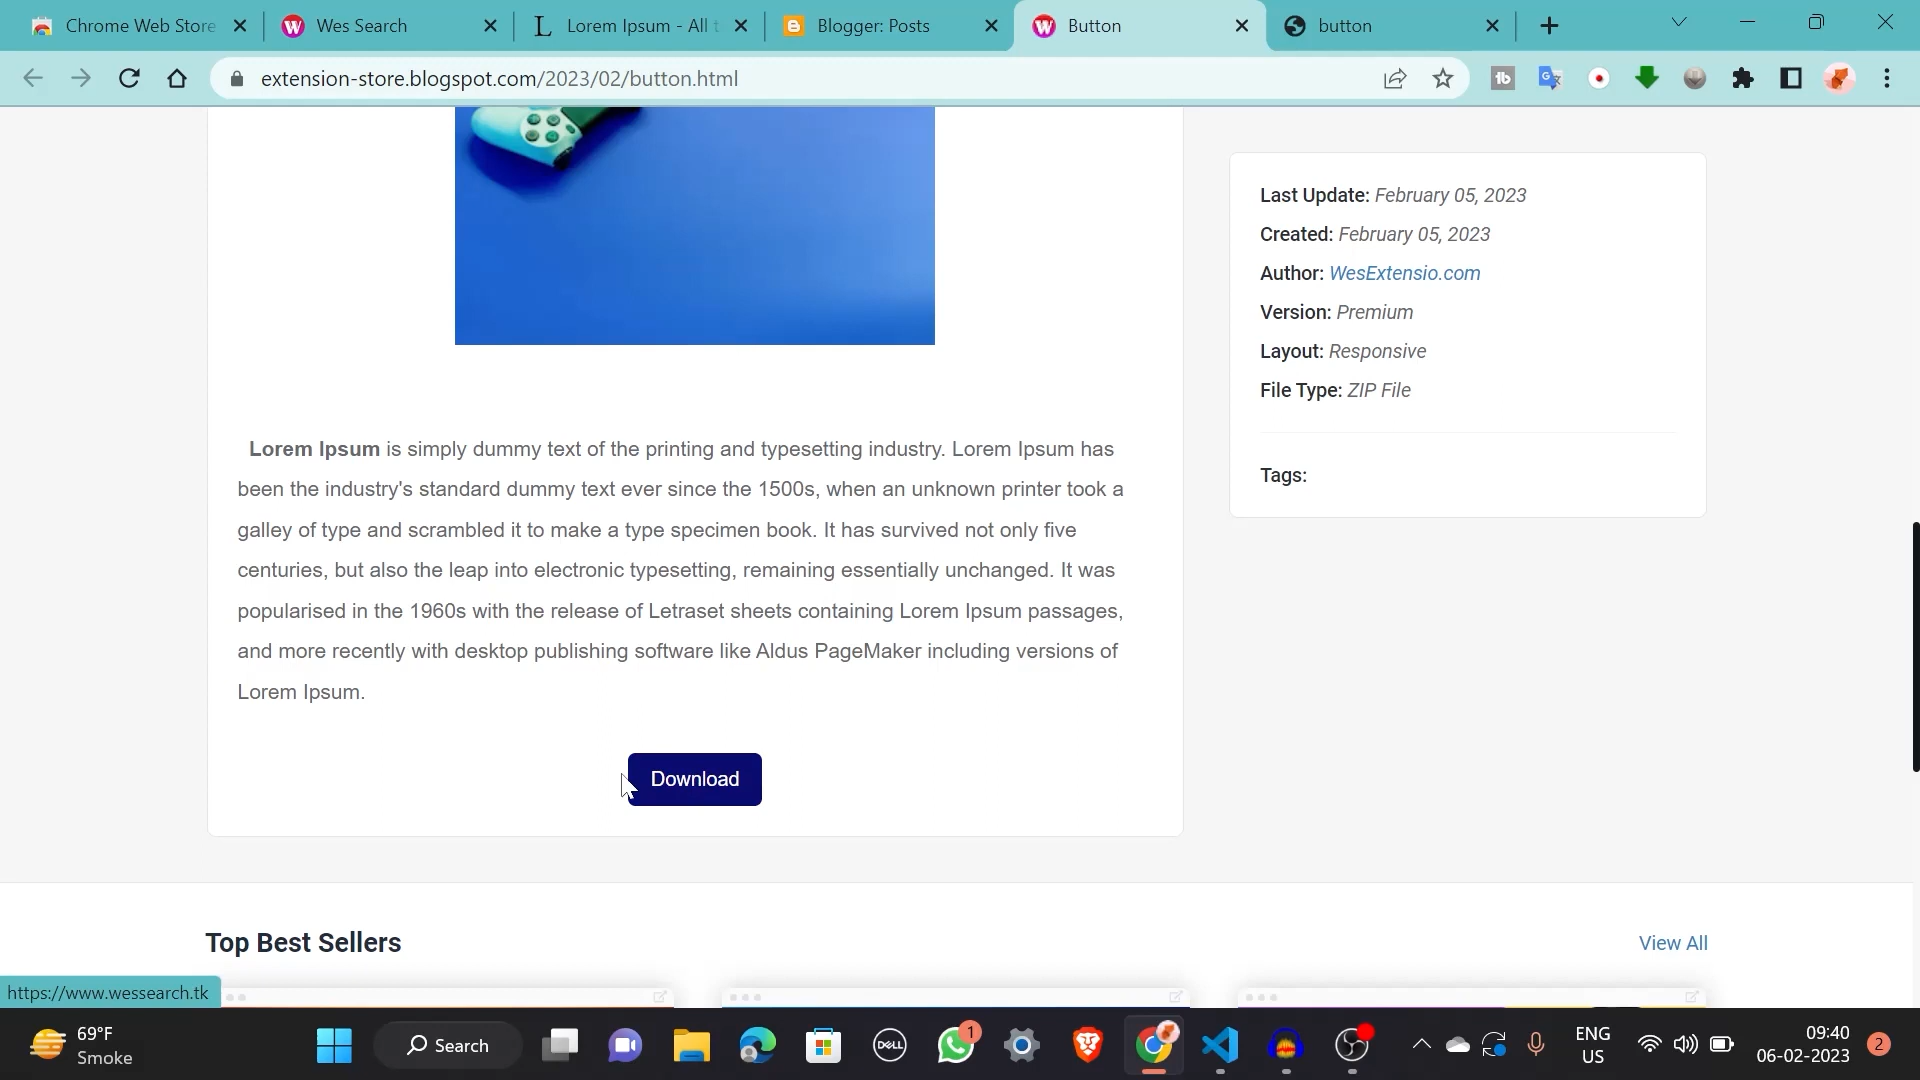 Chrome Web Store
Wes Search
Lorem Ipsum - All t
Blogger: Posts
Button
button
extension-store.blogspot.com/2023/02/button.html
Last Update: February 05, 2023
Created: February 05, 2023
Author: WesExtensio.com
Version: Premium
Layout: Responsive
File Type: ZIP File
Tags:
Lorem Ipsum is simply dummy text of the printing and typesetting industry. Lorem Ipsum has
been the industry's standard dummy text ever since the 1500s, when an unknown printer took a
galley of type and scrambled it to make a type specimen book. It has survived not only five
centuries, but also the leap into electronic typesetting, remaining essentially unchanged. It was
popularised in the 1960s with the release of Letraset sheets containing Lorem Ipsum passages,
and more recently with desktop publishing software like Aldus PageMaker including versions of
Lorem Ipsum.
Download
Top Best Sellers
View All
https://www.wessearch.tk
69°F
Smoke
Search
DELL
1
ENG
US
09:40
06-02-2023
2